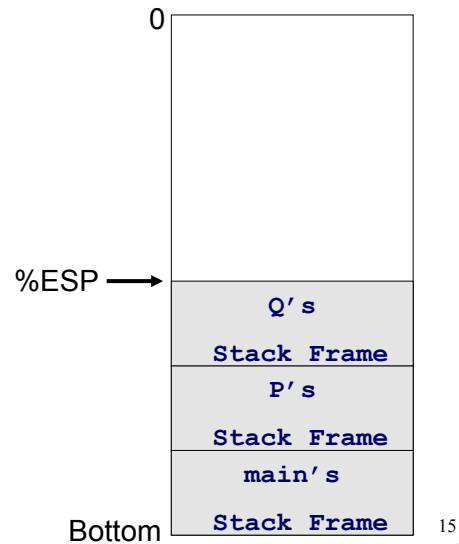 0
%ESP
Q’s
Stack Frame
P’s
Stack Frame
main’s
Stack Frame
Bottom
15